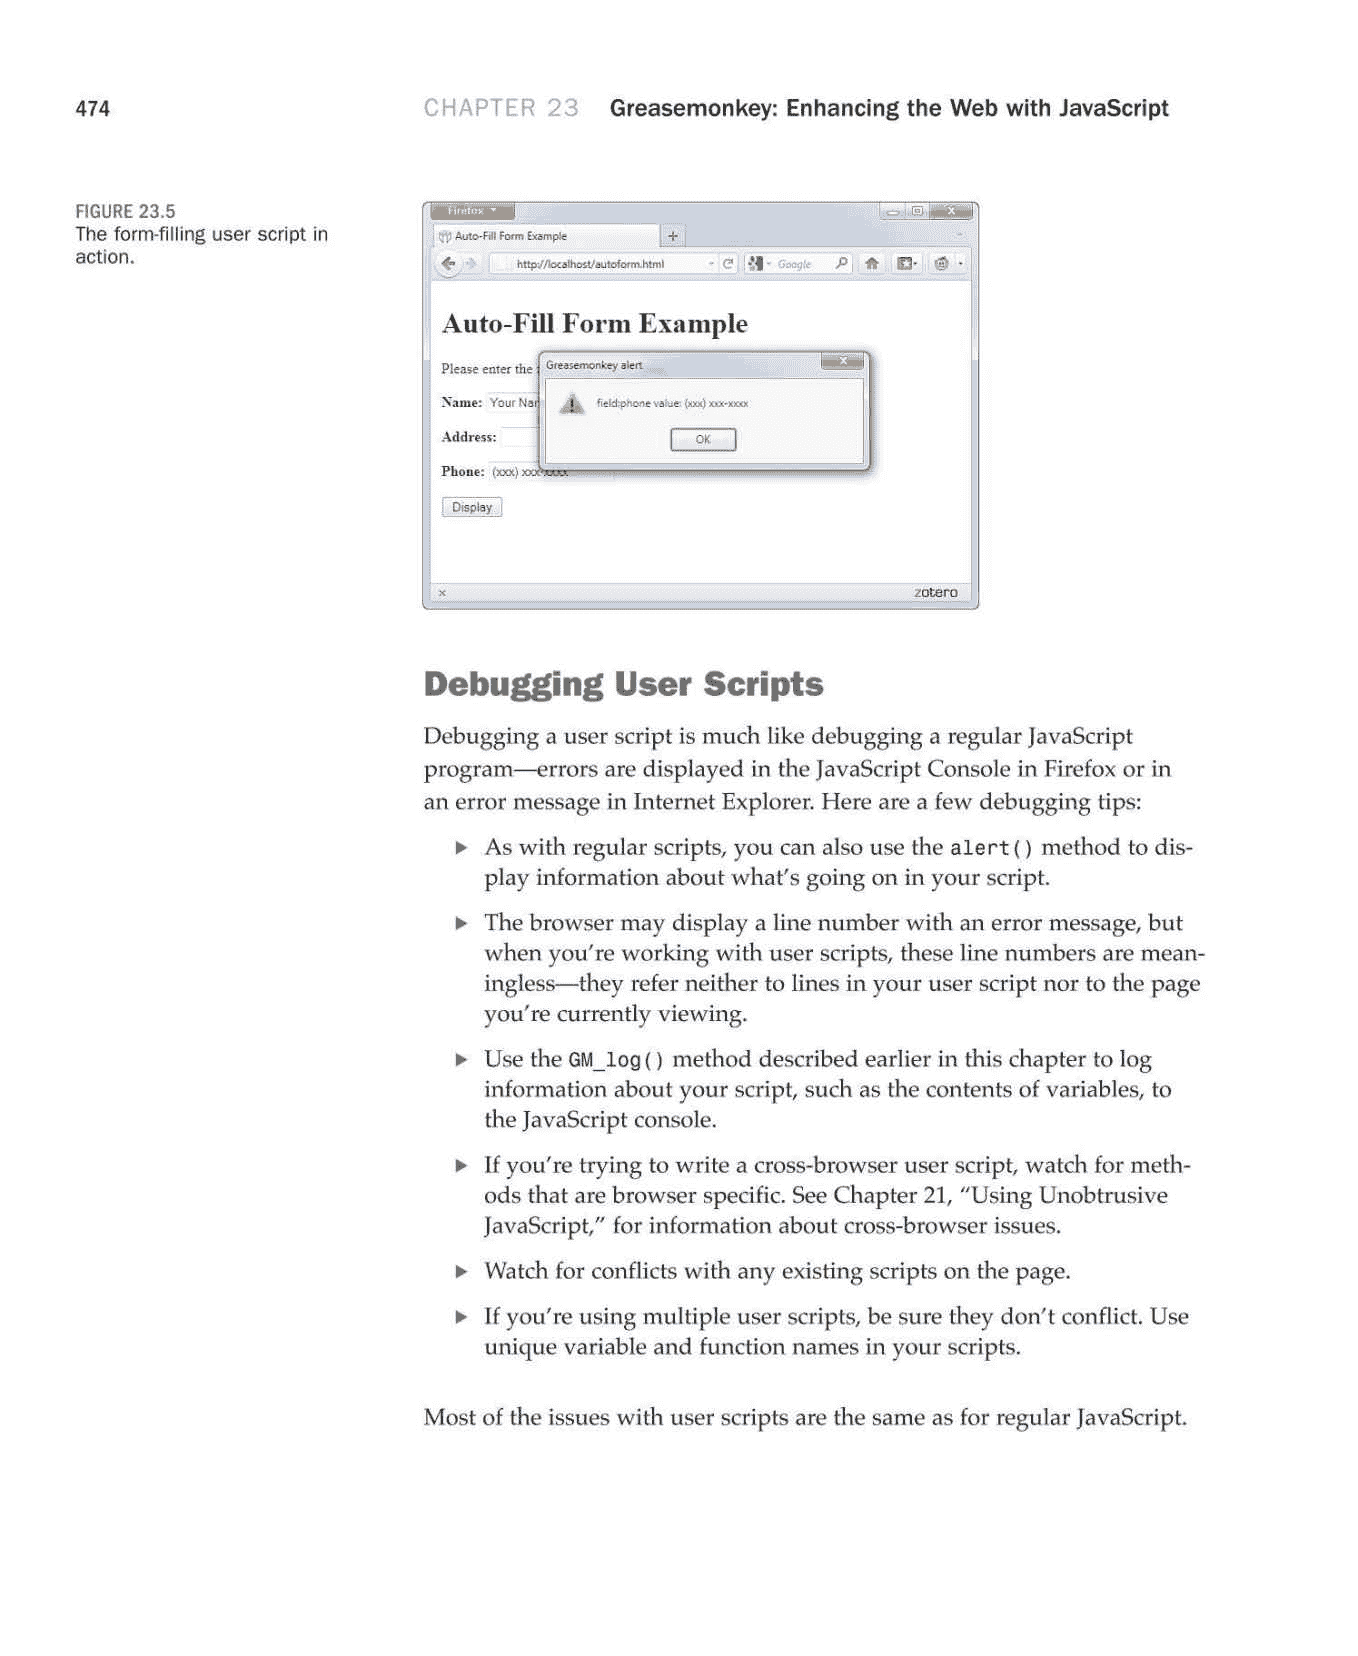 474
CHAPTER 23 Greasemonkey: Enhancing the Web with JavaScript
FIGURE 23.5
The form-filling user script in
action.
Firefox
Auto-Fill Form Example
http://localhost/autoform.html
Google
Auto-Fill Form Example
Please enter the
Greasemonkey alert
field:phone value: (xxx) xxx-xxxx
OK
Name: Your Nam
Address:
Phone: (xxx) xxx-xxxx
Display
x
zotero
Debugging User Scripts
Debugging a user script is much like debugging a regular JavaScript
program—errors are displayed in the JavaScript Console in Firefox or in
an error message in Internet Explorer. Here are a few debugging tips:
► As with regular scripts, you can also use the alert() method to dis-
play information about what's going on in your script.
► The browser may display a line number with an error message, but
when you're working with user scripts, these line numbers are mean-
ingless—they refer neither to lines in your user script nor to the page
you're currently viewing.
► Use the GM_log() method described earlier in this chapter to log
information about your script, such as the contents of variables, to
the JavaScript console.
► If you're trying to write a cross-browser user script, watch for meth-
ods that are browser specific. See Chapter 21, "Using Unobtrusive
JavaScript," for information about cross-browser issues.
► Watch for conflicts with any existing scripts on the page.
► If you're using multiple user scripts, be sure they don't conflict. Use
unique variable and function names in your scripts.
Most of the issues with user scripts are the same as for regular JavaScript.